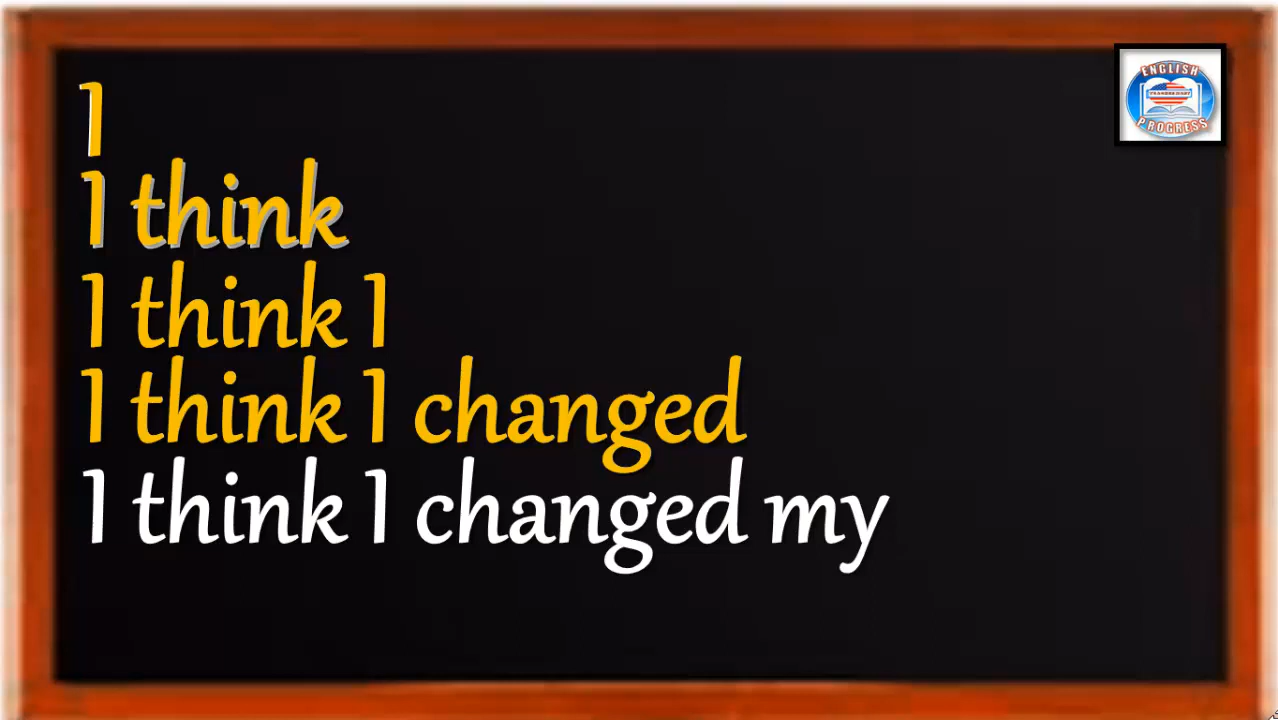 I
I think
I think I
I think I changed
I think I changed my
ENGLISH
PROGRESS